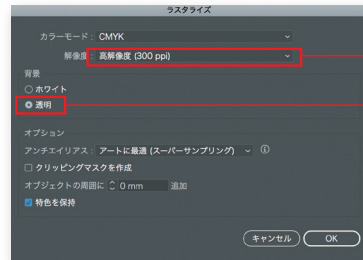 ラスタライズ
カラーモード : CMYK
解像度 : 高解像度 (300 ppi)
背景
ホワイト
透明
オプション
アンチエイリアス : アートに最適 (スーパーサンプリング)
クリッピングマスクを作成
オブジェクトの周囲に 0 mm 追加
特色を保持
キャンセル OK